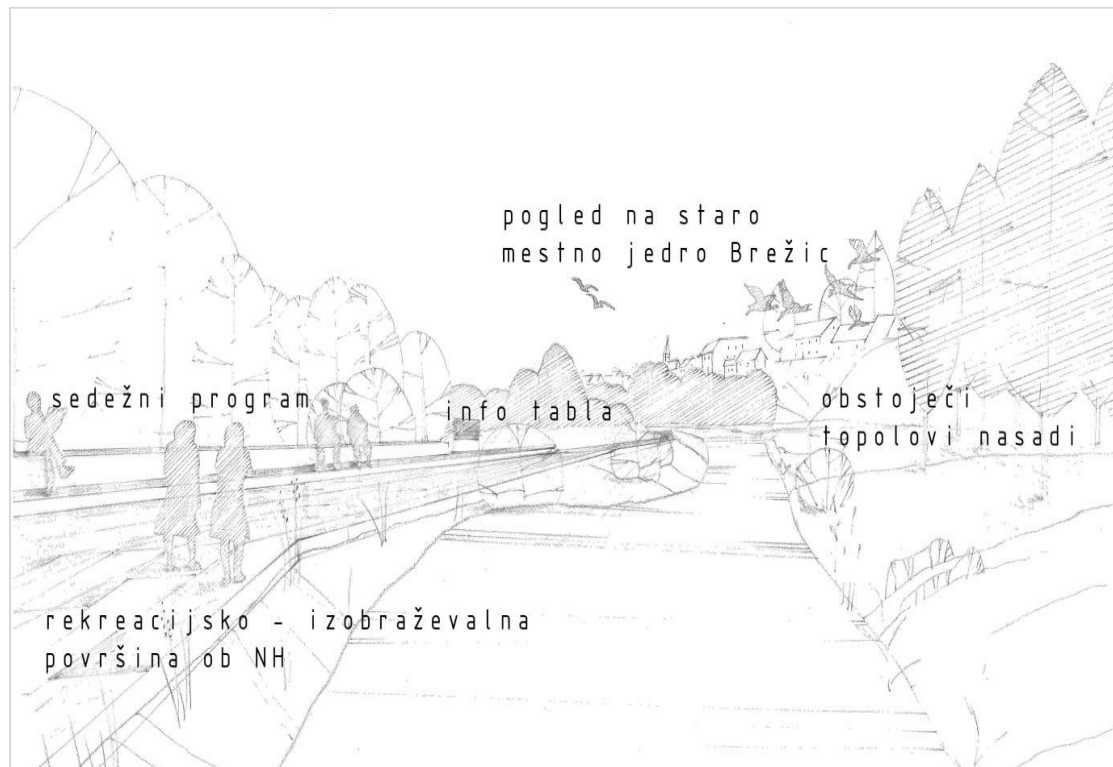 pogled na staro
mestno jedro Brežic
sedežni program
info tabla
obstoječi
topolovi nasadi
rekreacijsko - izobraževalna
površina ob NH